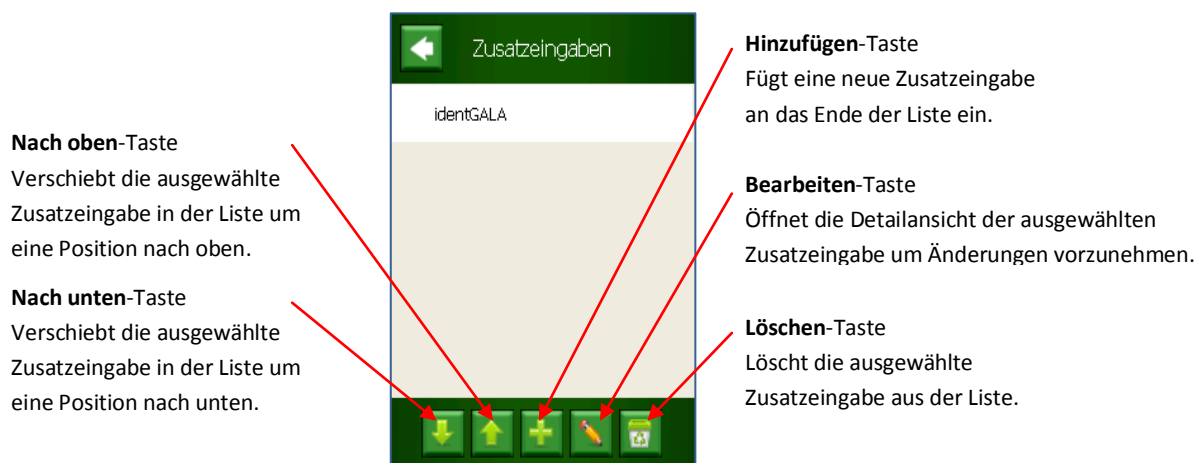 Zusatzeingaben
identGALA
Nach oben-Taste
Verschiebt die ausgewählte
Zusatzeingabe in der Liste um
eine Position nach oben.
Nach unten-Taste
Verschiebt die ausgewählte
Zusatzeingabe in der Liste um
eine Position nach unten.
Hinzufügen-Taste
Fügt eine neue Zusatzeingabe
an das Ende der Liste ein.
Bearbeiten-Taste
Öffnet die Detailansicht der ausgewählten
Zusatzeingabe um Änderungen vorzunehmen.
Löschen-Taste
Löscht die ausgewählte
Zusatzeingabe aus der Liste.